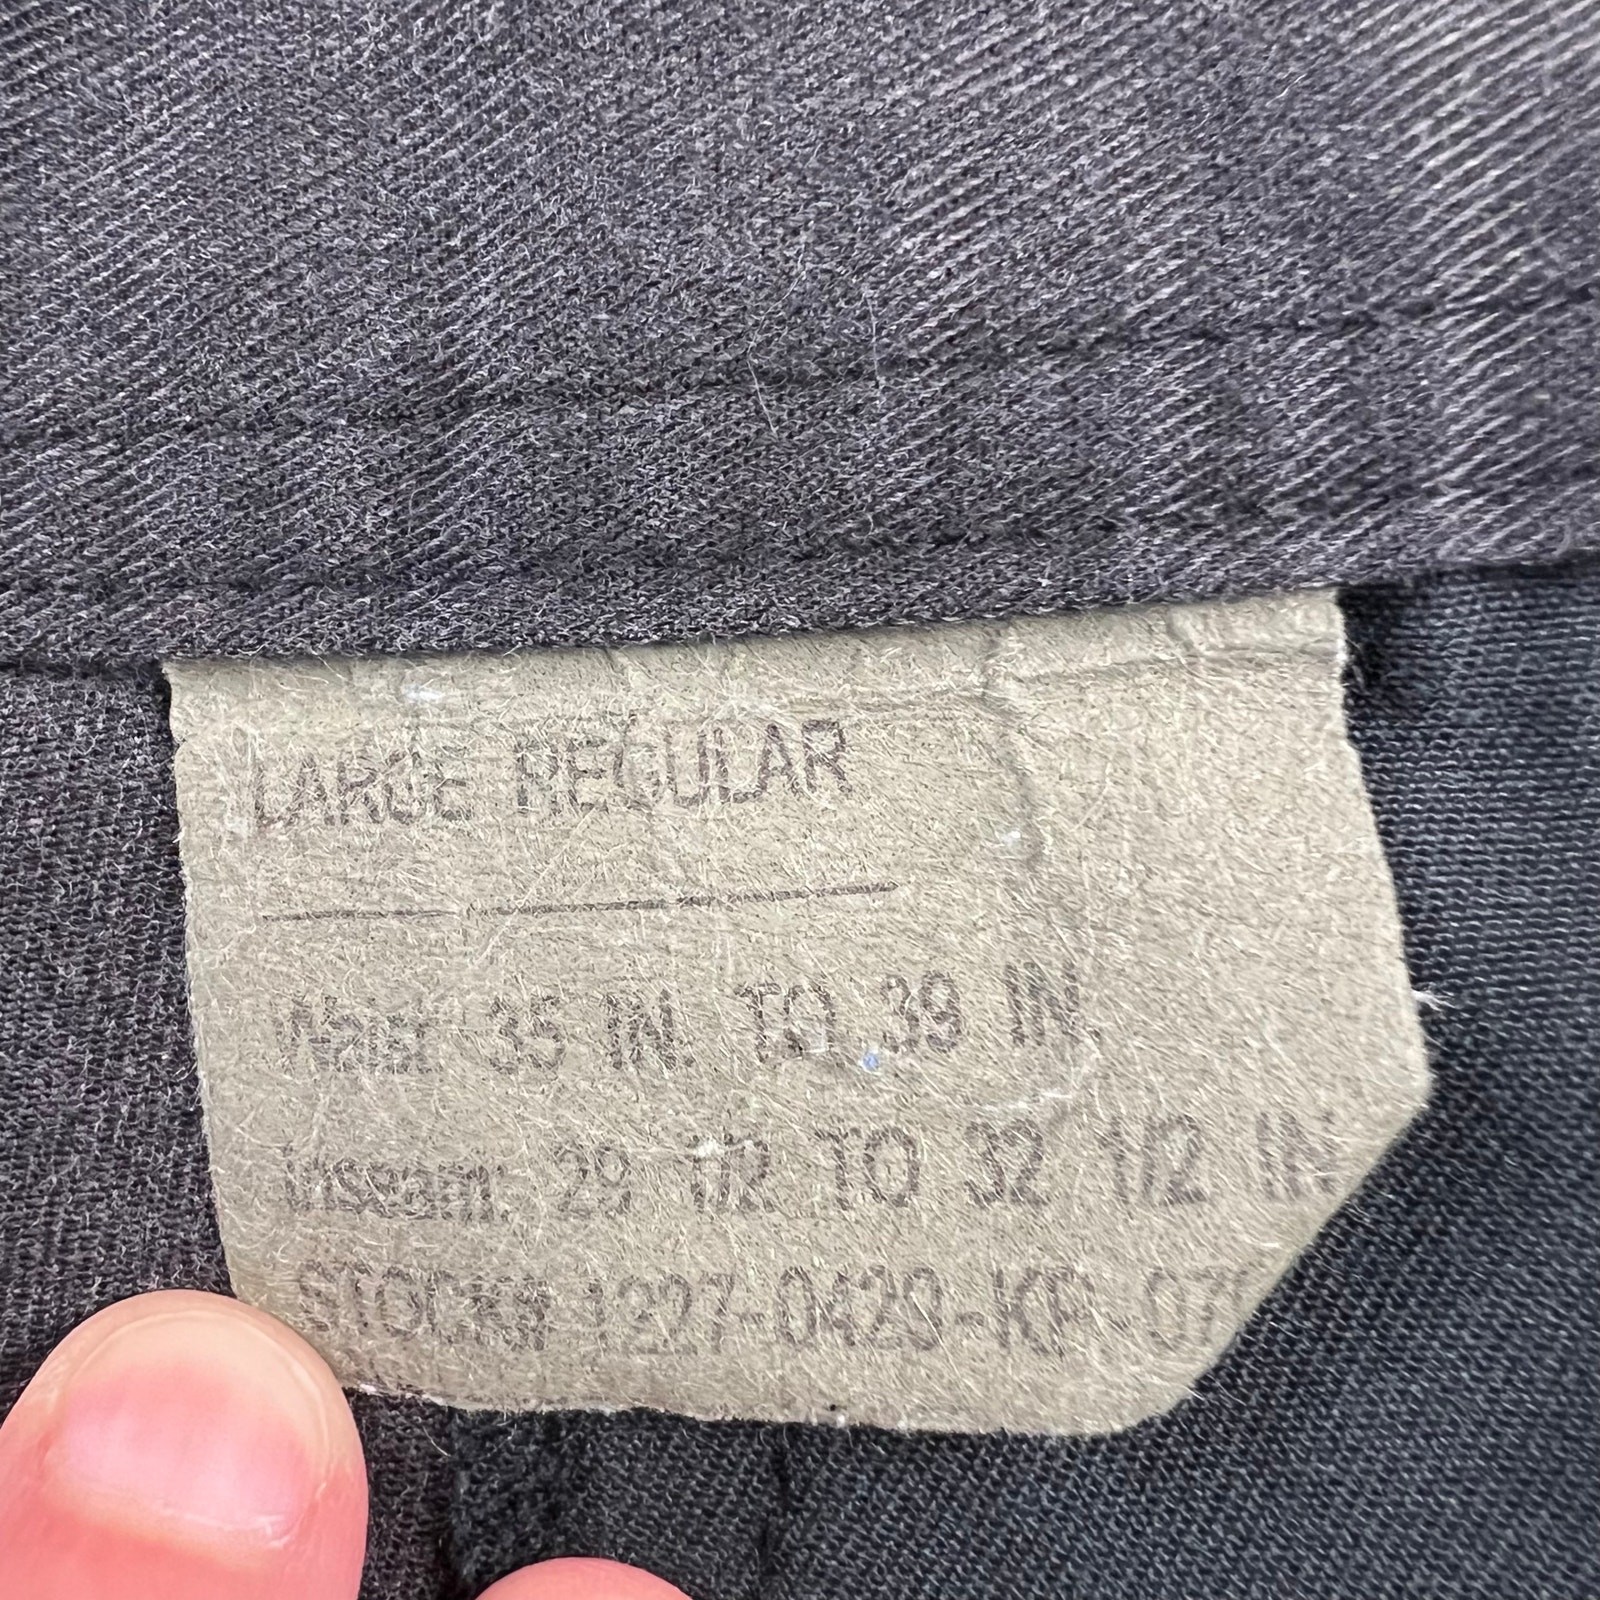 LARGE REGULAR
Waist: 35 IN. TO 39 IN.
Inseam: 29 1/2 TO 32 1/2 IN.
1227-0429-KP